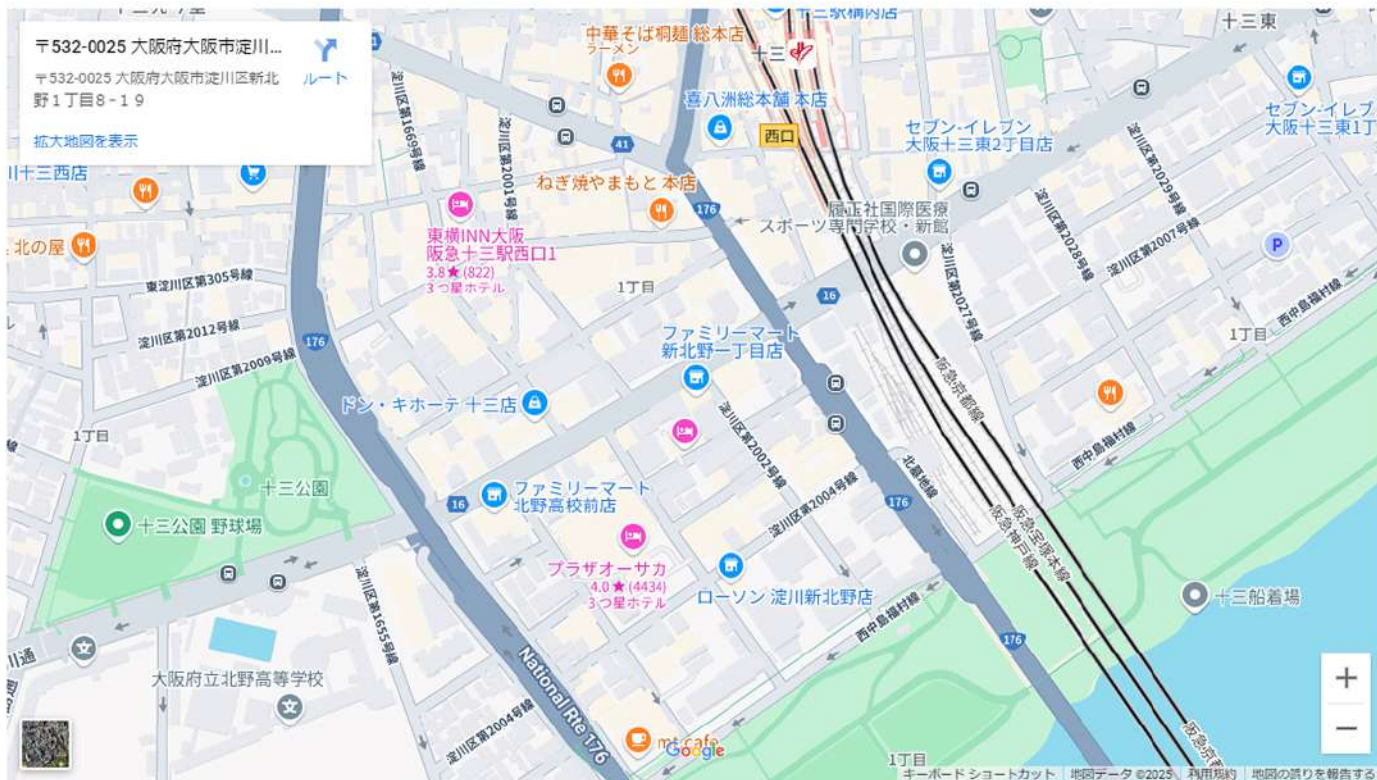 〒532-0025 大阪府大阪市淀川...
〒532-0025 大阪府大阪市淀川区新北
野1丁目8-19
ルート
拡大地図を表示
中華そば桐麺 総本店
ラーメン
十三駅構内店
十三
十三東
喜八洲総本舗 本店
西口
セブン-イレブン
大阪十三東2丁目店
セブン-イレブン
大阪十三東1丁
淀川区第1669号線
淀川区第2001号線
41
川十三西店
ねぎ焼やまもと 本店
176
履正社国際医療
スポーツ専門学校・新館
淀川区第2029号線
淀川区第2028号線
淀川区第2007号線
P
北の屋
東横INN大阪
阪急十三駅西口1
3.8★(822)
3つ星ホテル
東淀川区第305号線
1丁目
16
淀川区第2027号線
西中島福村線
1丁目
淀川区第2012号線
176
淀川区第2009号線
ファミリーマート
新北野一丁目店
阪急京都線
ドン・キホーテ 十三店
1丁目
淀川区第2002号線
西中島福村線
十三公園
北墓地線
16
ファミリーマート
北野高校前店
淀川区第2004号線
176
十三公園 野球場
阪急宝塚本線
阪急神戸線
プラザオーサカ
4.0★(4434)
3つ星ホテル
ローソン 淀川新北野店
十三船着場
淀川区第1655号線
西中島福村線
176
川通
大阪府立北野高等学校
National Rte 176
淀川区第2004号線
mt cafe
Google
1丁目
キーボード ショートカット
地図データ ©2025
利用規約
地図の誤りを報告する